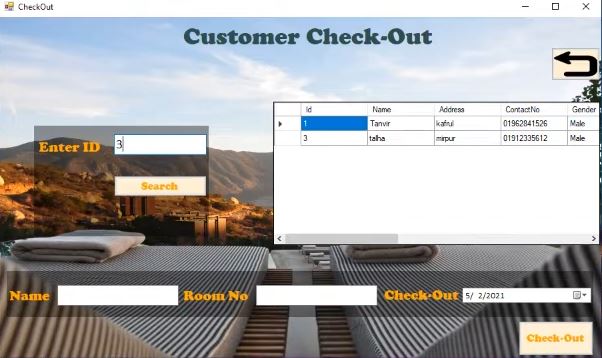 CheckOut
Customer Check-Out
Id Name Address ContactNo Gender
1 Tanvir kafrul 01962841526 Male
3 talha mirpur 01912335612 Male
Enter ID 3
Search
Name Room No Check-Out 5/ 2/2021
Check-Out